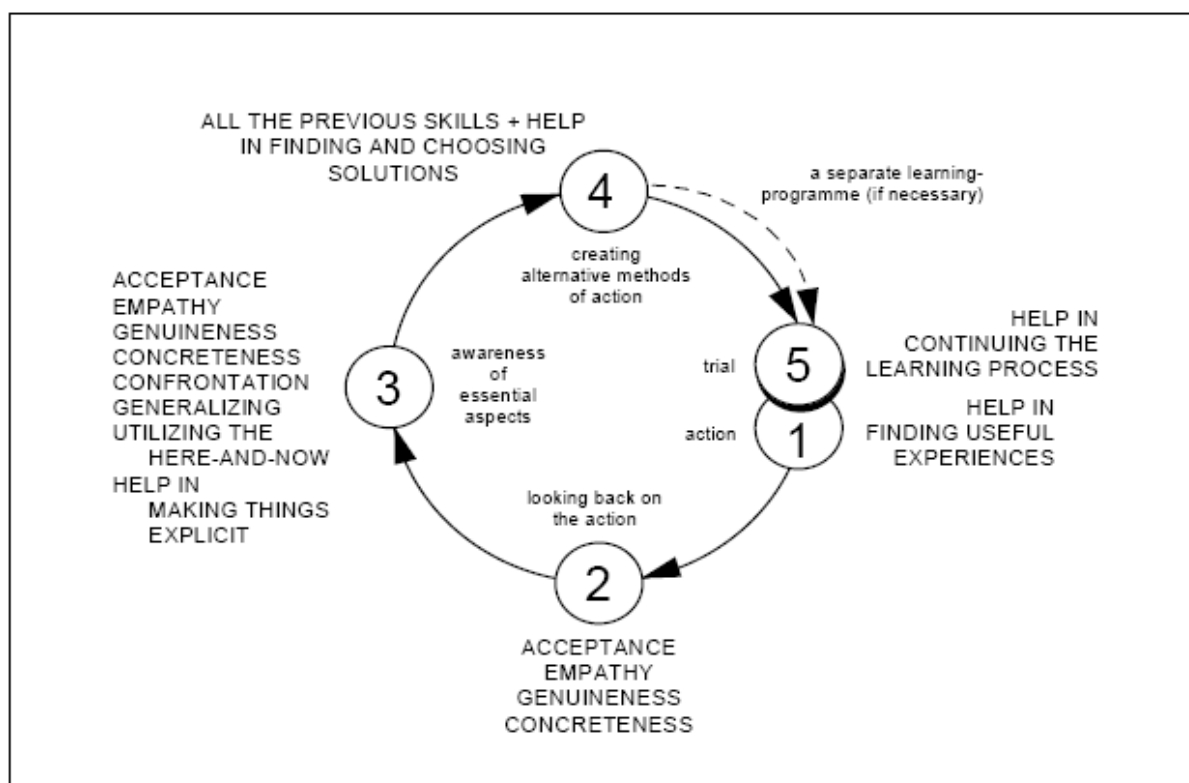 ALL THE PREVIOUS SKILLS + HELP
IN FINDING AND CHOOSING
SOLUTIONS
4
a separate learning-
programme (if necessary)
creating
alternative methods
of action
ACCEPTANCE
EMPATHY
GENUINENESS
CONCRETENESS
CONFRONTATION
GENERALIZING
UTILIZING THE
HERE-AND-NOW
HELP IN
MAKING THINGS
EXPLICIT
3
awareness
of
essential
aspects
trial
5
HELP IN
CONTINUING THE
LEARNING PROCESS
action
1
HELP IN
FINDING USEFUL
EXPERIENCES
looking back on
the action
2
ACCEPTANCE
EMPATHY
GENUINENESS
CONCRETENESS